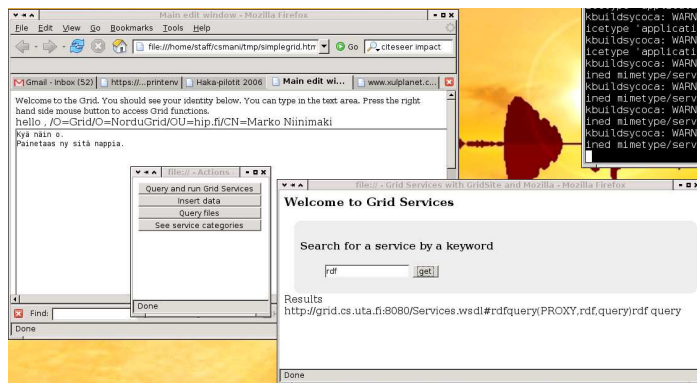 Main edit window - Mozilla Firefox
File Edit View Go Bookmarks Tools Help
file:///home/staff/csmani/tmp/simplegrid.htm Go citeseer impact
Gmail - Inbox (52) https://...printenv Haka-pilotit 2006 Main edit wi... www.xulplanet.c...
Welcome to the Grid. You should see your identity below. You can type in the text area. Press the right
hand side mouse button to access Grid functions.
hello , /O=Grid/O=NorduGrid/OU=hip.fi/CN=Marko Niinimaki
Kyä näin o.
Painetaas ny sitä nappia.
file:// - Actions
Query and run Grid Services
Insert data
Query files
See service categories
Done
Find:
Done
kbuildsycoca: WARN
icetype 'applicati
kbuildsycoca: WARN
icetype 'applicati
kbuildsycoca: WARN
ined mimetype/serv
kbuildsycoca: WARN
ined mimetype/serv
kbuildsycoca: WARN
ined mimetype/serv
kbuildsycoca: WARN
ined mimetype/serv
file:// - Grid Services with GridSite and Mozilla - Mozilla Firefox
Welcome to Grid Services
Search for a service by a keyword
rdf get
Results
http://grid.cs.uta.fi:8080/Services.wsdl#rdfquery(PROXY,rdf,query)rdf query
Done